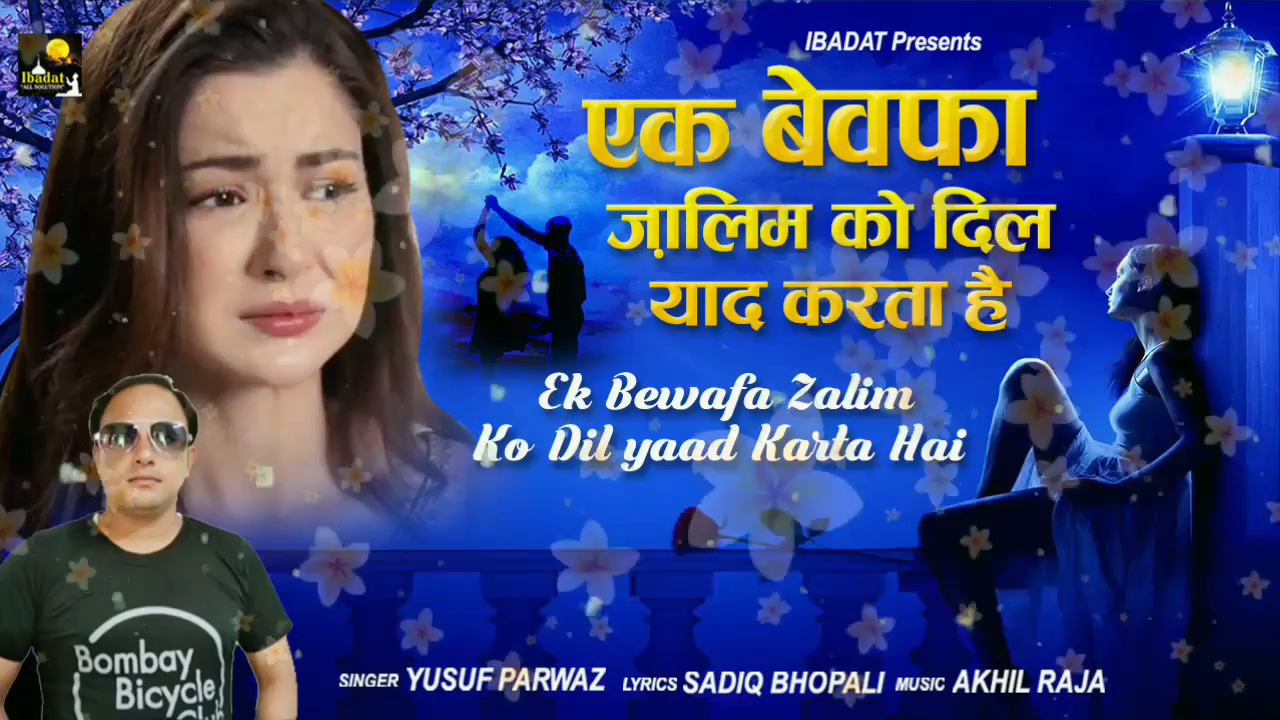 Ibadat
"ALL SOLUTION"
IBADAT Presents
एक बेवफा
ज़ालिम को दिल
याद करता है
Ek Bewafa Zalim
Ko Dil yaad Karta Hai
Bombay
Bicycle
Club
SINGER YUSUF PARWAZ LYRICS SADIQ BHOPALI MUSIC AKHIL RAJA